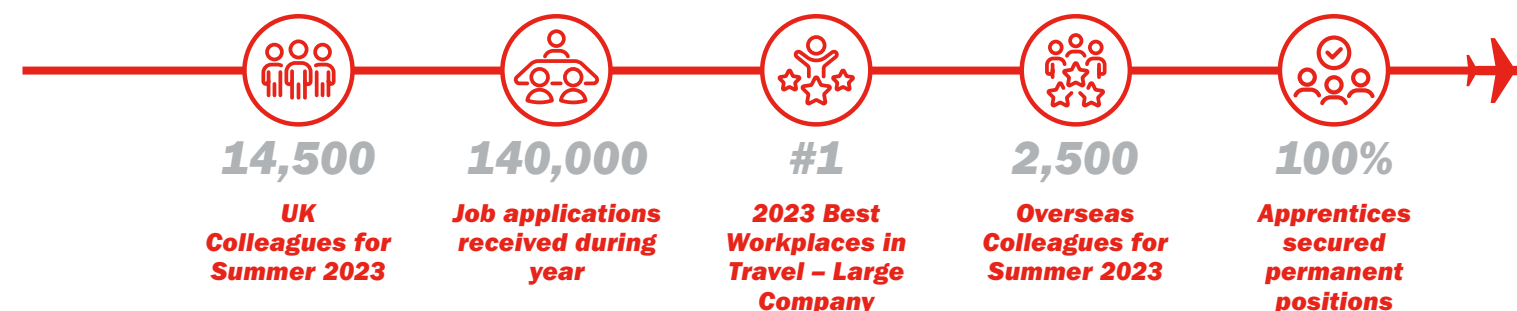 14,500
UK
Colleagues for
Summer 2023
140,000
Job applications
received during
year
#1
2023 Best
Workplaces in
Travel – Large
Company
2,500
Overseas
Colleagues for
Summer 2023
100%
Apprentices
secured
permanent
positions